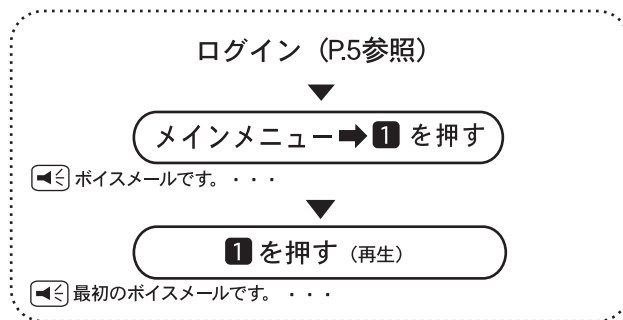 ログイン（P.5参照）
メインメニュー➡1 を押す
ボイスメールです。・・・
1 を押す（再生）
最初のボイスメールです。・・・